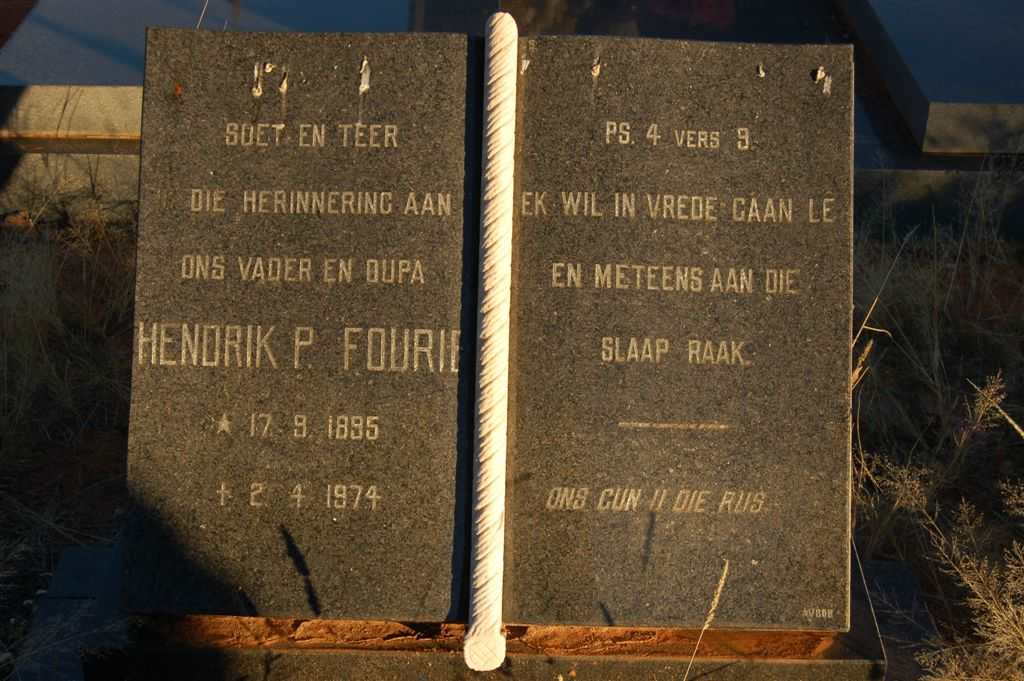 SOET EN TEER
DIE HERINNERING AAN
ONS VADER EN OUPA
HENDRIK P. FOURIE
★ 17. 9. 1895
✝ 2. 4. 1974
PS. 4 VERS 9.
EK WIL IN VREDE GAAN LE
EN METEENS AAN DIE
SLAAP RAAK.
ONS GUN U DIE RUS
AVBOB